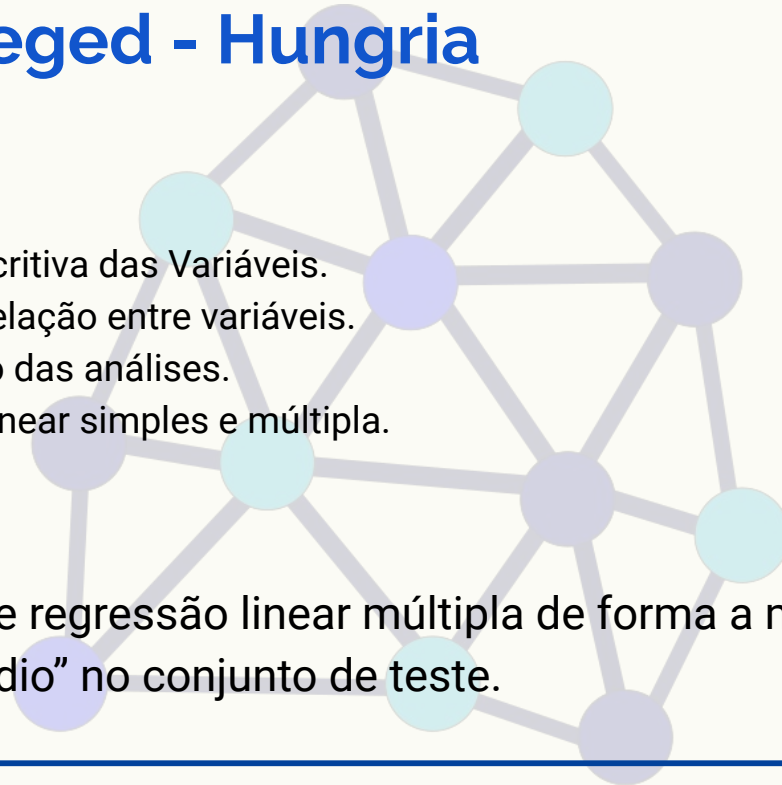 eged - Hungria
critiva das Variáveis.
elação entre variáveis.
o das análises.
near simples e múltipla.
e regressão linear múltipla de forma a m
dio” no conjunto de teste.